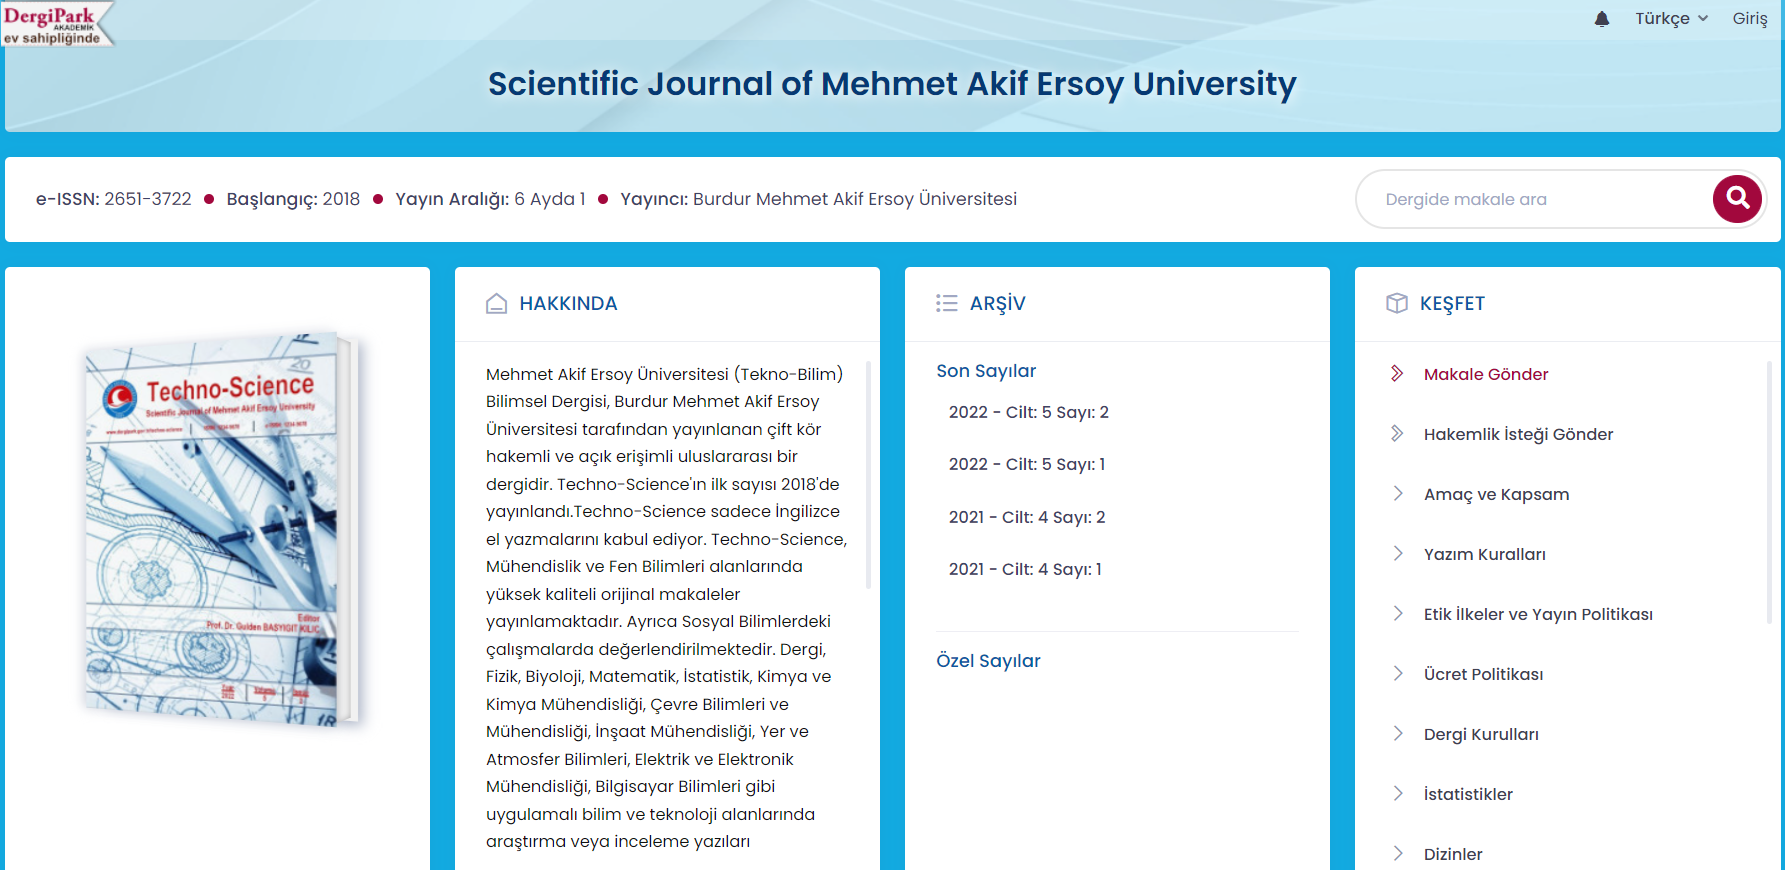 DergiPark
AKADEMİK
ev sahipliğinde
Türkçe
Giriş
Scientific Journal of Mehmet Akif Ersoy University
e-ISSN: 2651-3722 ● Başlangıç: 2018 ● Yayın Aralığı: 6 Ayda 1 ● Yayıncı: Burdur Mehmet Akif Ersoy Üniversitesi
Dergide makale ara
20
Techno-Science
Scientific Journal of Mehmet Akif Ersoy University
Editor
Prof. Dr. Gulden BASYIGIT KILIC
HAKKINDA
Mehmet Akif Ersoy Üniversitesi (Tekno-Bilim)
Bilimsel Dergisi, Burdur Mehmet Akif Ersoy
Üniversitesi tarafından yayınlanan çift kör
hakemli ve açık erişimli uluslararası bir
dergidir. Techno-Science'ın ilk sayısı 2018'de
yayınlandı.Techno-Science sadece İngilizce
el yazmalarını kabul ediyor. Techno-Science,
Mühendislik ve Fen Bilimleri alanlarında
yüksek kaliteli orijinal makaleler
yayınlamaktadır. Ayrıca Sosyal Bilimlerdeki
çalışmalarda değerlendirilmektedir. Dergi,
Fizik, Biyoloji, Matematik, İstatistik, Kimya ve
Kimya Mühendisliği, Çevre Bilimleri ve
Mühendisliği, İnşaat Mühendisliği, Yer ve
Atmosfer Bilimleri, Elektrik ve Elektronik
Mühendisliği, Bilgisayar Bilimleri gibi
uygulamalı bilim ve teknoloji alanlarında
araştırma veya inceleme yazıları
ARŞİV
Son Sayılar
2022 - Cilt: 5 Sayı: 2
2022 - Cilt: 5 Sayı: 1
2021 - Cilt: 4 Sayı: 2
2021 - Cilt: 4 Sayı: 1
Özel Sayılar
KEŞFET
Makale Gönder
Hakemlik İsteği Gönder
Amaç ve Kapsam
Yazım Kuralları
Etik İlkeler ve Yayın Politikası
Ücret Politikası
Dergi Kurulları
İstatistikler
Dizinler